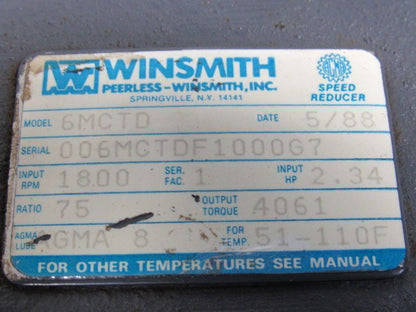 WINSMITH
PEERLESS-WINSMITH, INC.
SPRINGVILLE, N.Y. 14141
AGMA
SPEED REDUCER
MODEL 6MCTD DATE 5/88
SERIAL 006MCTDF1000G7
INPUT RPM 1800 SER. FAC. 1 INPUT HP 2.34
RATIO 75 OUTPUT TORQUE 4061
AGMA LUBE AGMA 8 FOR TEMP. 51-110F
FOR OTHER TEMPERATURES SEE MANUAL